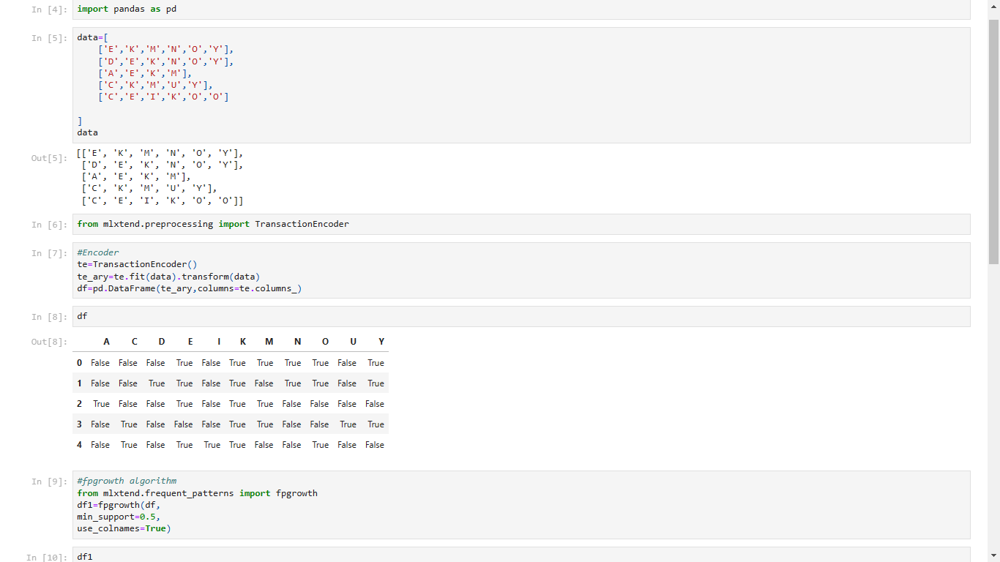 In [4]: import pandas as pd
In [5]: data=[
['E','K','M','N','O','Y'],
['D','E','K','N','O','Y'],
['A','E','K','M'],
['C','K','M','U','Y'],
['C','E','I','K','O','O']
]
data
Out[5]: [['E', 'K', 'M', 'N', 'O', 'Y'],
['D', 'E', 'K', 'N', 'O', 'Y'],
['A', 'E', 'K', 'M'],
['C', 'K', 'M', 'U', 'Y'],
['C', 'E', 'I', 'K', 'O', 'O']]
In [6]: from mlxtend.preprocessing import TransactionEncoder
In [7]: #Encoder
te=TransactionEncoder()
te_ary=te.fit(data).transform(data)
df=pd.DataFrame(te_ary,columns=te.columns_)
In [8]: df
Out[8]: A C D E I K M N O U Y
0 False False False True False True True True True False True
1 False False True True False True False True True False True
2 True False False True False True True False False False False
3 False True False False False True True False False True True
4 False True False True True True False False True False False
In [9]: #fpgrowth algorithm
from mlxtend.frequent_patterns import fpgrowth
df1=fpgrowth(df,
min_support=0.5,
use_colnames=True)
In [10]: df1